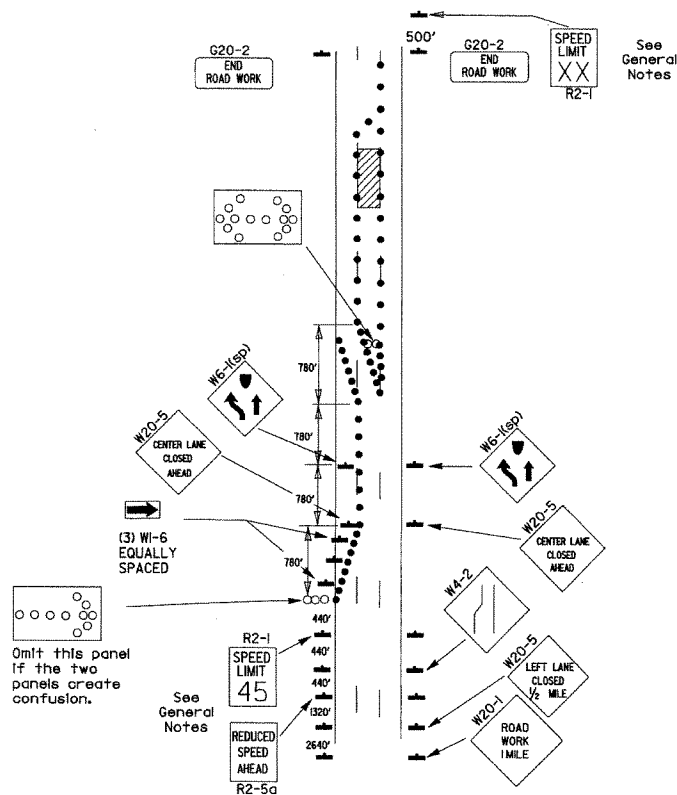 500'
G20-2
END
ROAD WORK
G20-2
END
ROAD WORK
SPEED
LIMIT
XX
R2-1
See
General
Notes
780'
W6-1(sp)
780'
W20-5
CENTER LANE
CLOSED
AHEAD
780'
W6-1(sp)
W20-5
CENTER LANE
CLOSED
AHEAD
(3) W1-6
EQUALLY
SPACED
760'
Omit this panel
if the two
panels create
confusion.
440'
R2-1
SPEED
LIMIT
45
440'
440'
See
General
Notes
1320'
REDUCED
SPEED
AHEAD
R2-5a
2640'
W4-2
W20-5
LEFT LANE
CLOSED
1/2 MILE
W20-1
ROAD
WORK
1 MILE